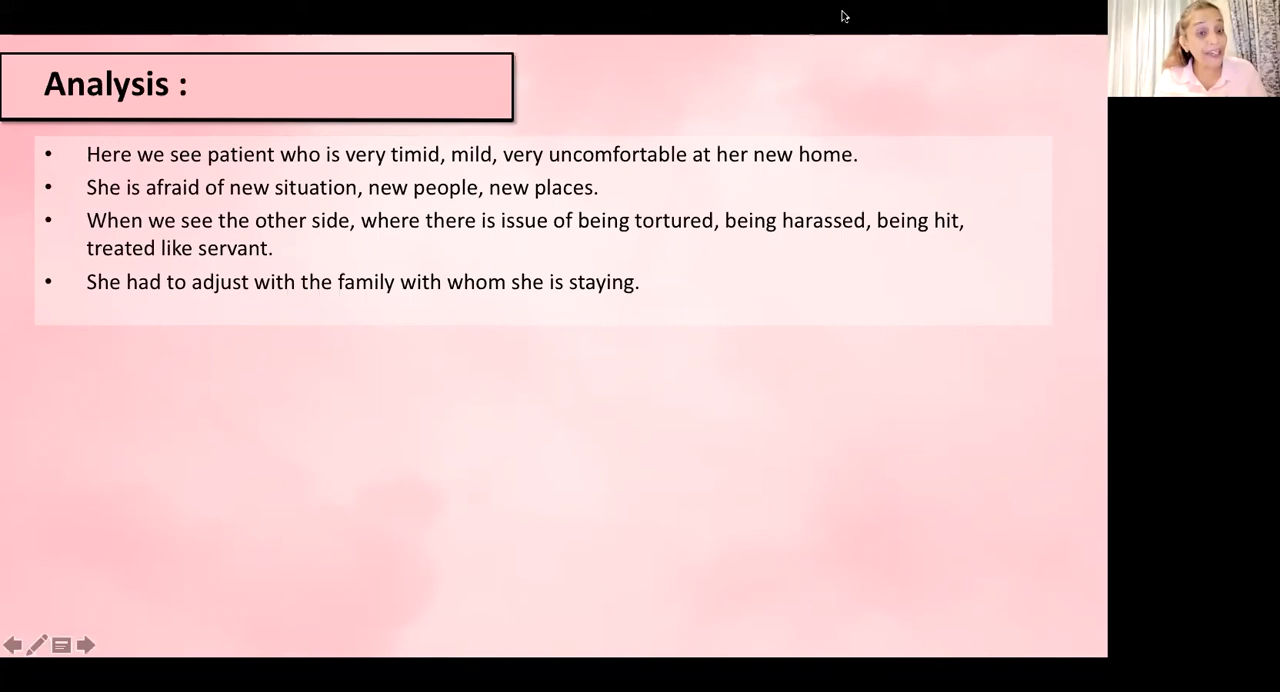 Analysis :
• Here we see patient who is very timid, mild, very uncomfortable at her new home.
• She is afraid of new situation, new people, new places.
• When we see the other side, where there is issue of being tortured, being harassed, being hit,
treated like servant.
• She had to adjust with the family with whom she is staying.